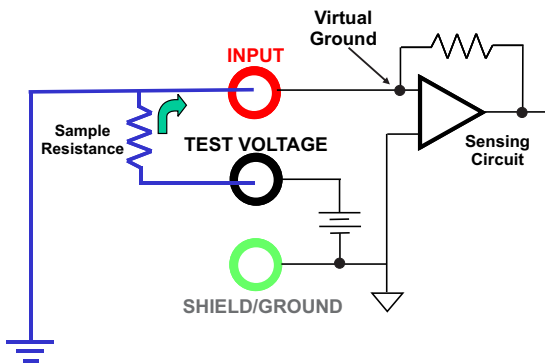 Virtual
Ground
INPUT
Sample
Resistance
TEST VOLTAGE
Sensing
Circuit
SHIELD/GROUND